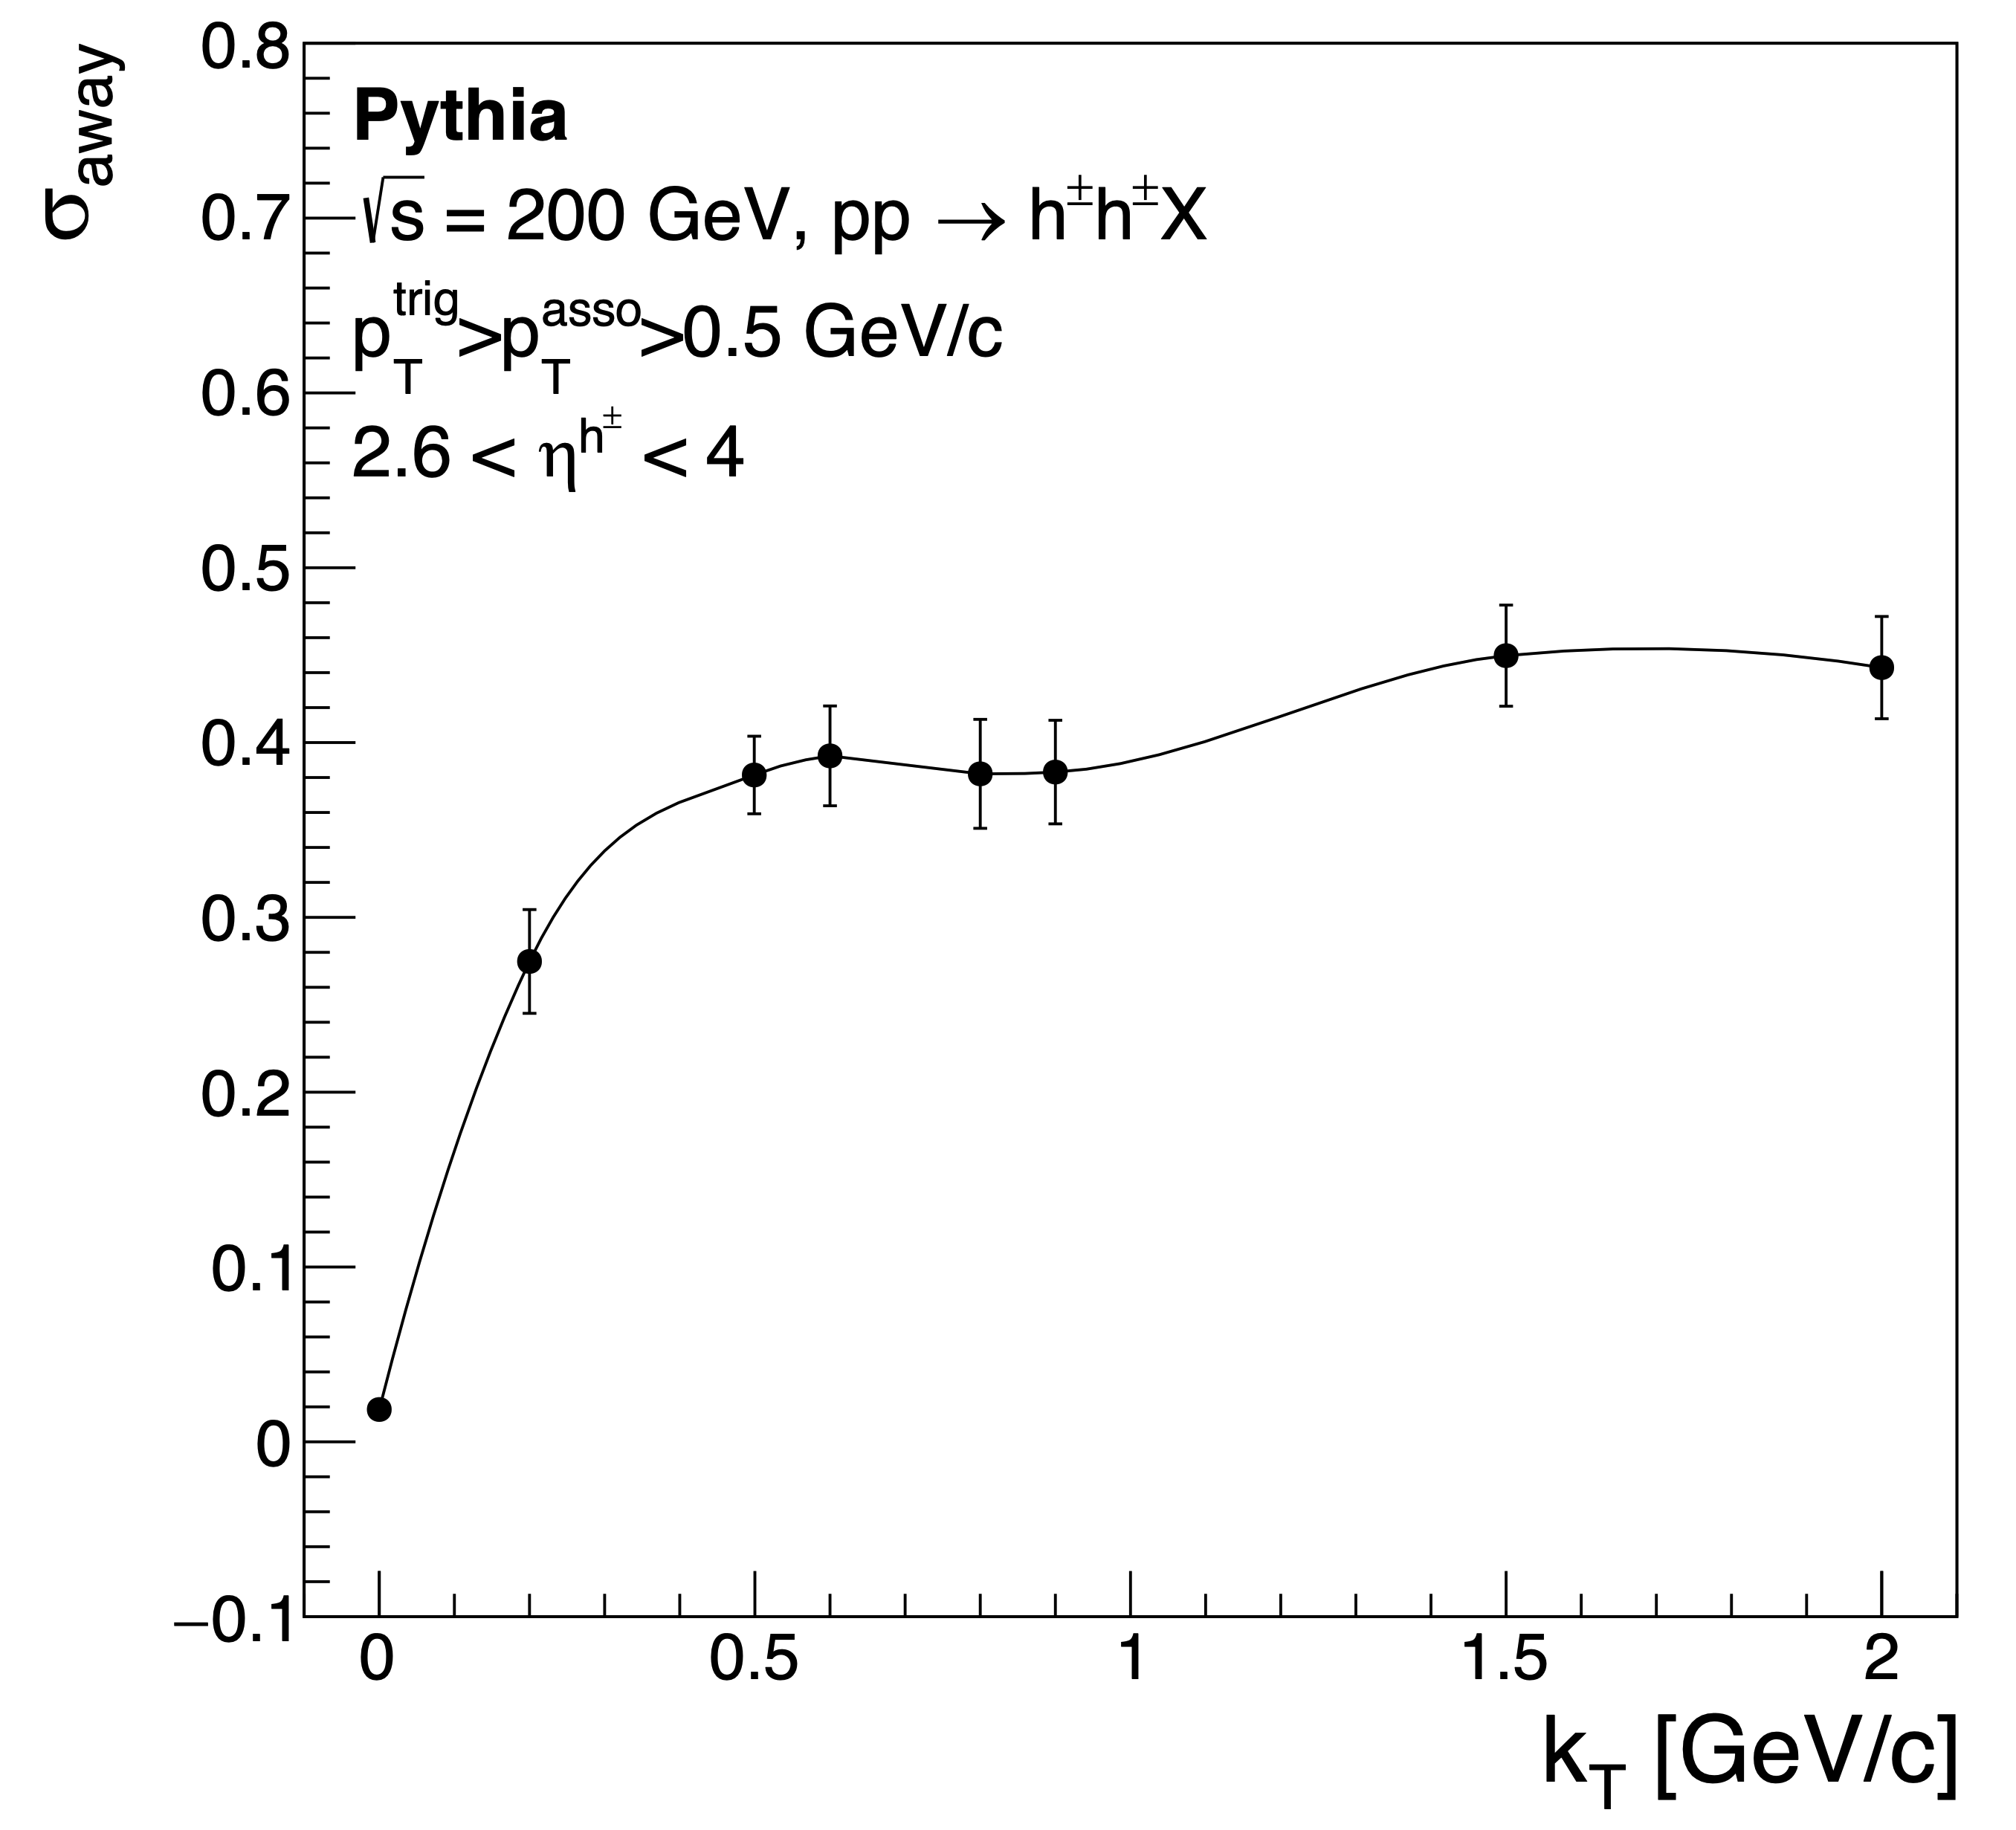 σ_away
0.8
0.7
0.6
0.5
0.4
0.3
0.2
0.1
0
−0.1
Pythia
√s = 200 GeV, pp → h±h±X
p_T^trig>p_T^asso>0.5 GeV/c
2.6 < η^h± < 4
0 0.5 1 1.5 2
k_T [GeV/c]